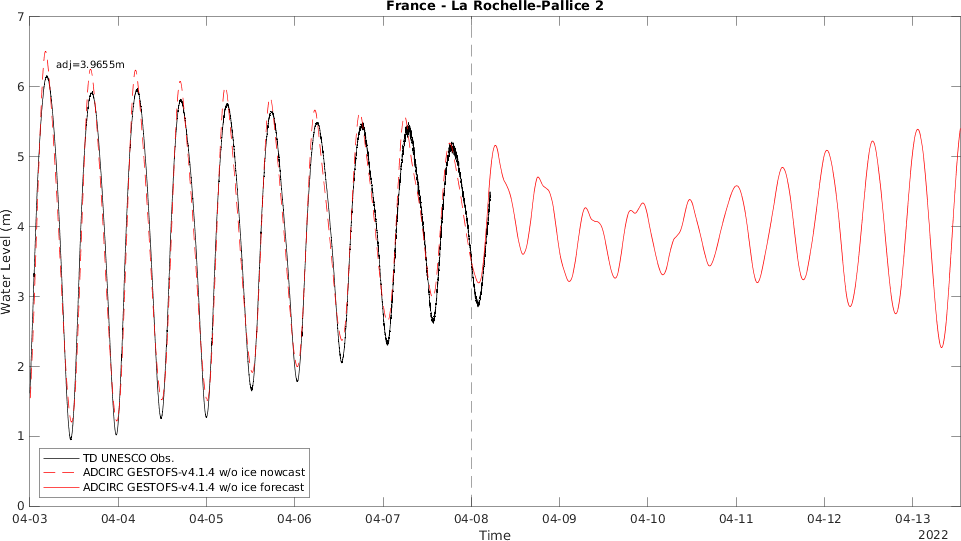 France - La Rochelle-Pallice 2
7
adj=3.9655m
6
5
4
3
2
1
0
Water Level (m)
TD UNESCO Obs.
ADCIRC GESTOFS-v4.1.4 w/o ice nowcast
ADCIRC GESTOFS-v4.1.4 w/o ice forecast
04-03 04-04 04-05 04-06 04-07 04-08 04-09 04-10 04-11 04-12 04-13
Time
2022